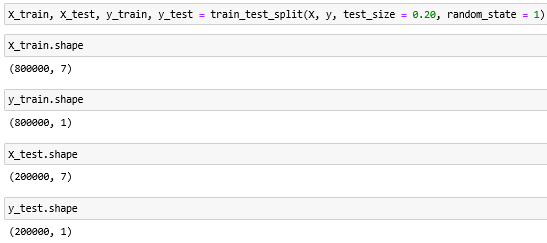 X_train, X_test, y_train, y_test = train_test_split(X, y, test_size = 0.20, random_state = 1)
X_train.shape
(800000, 7)
y_train.shape
(800000, 1)
X_test.shape
(200000, 7)
y_test.shape
(200000, 1)